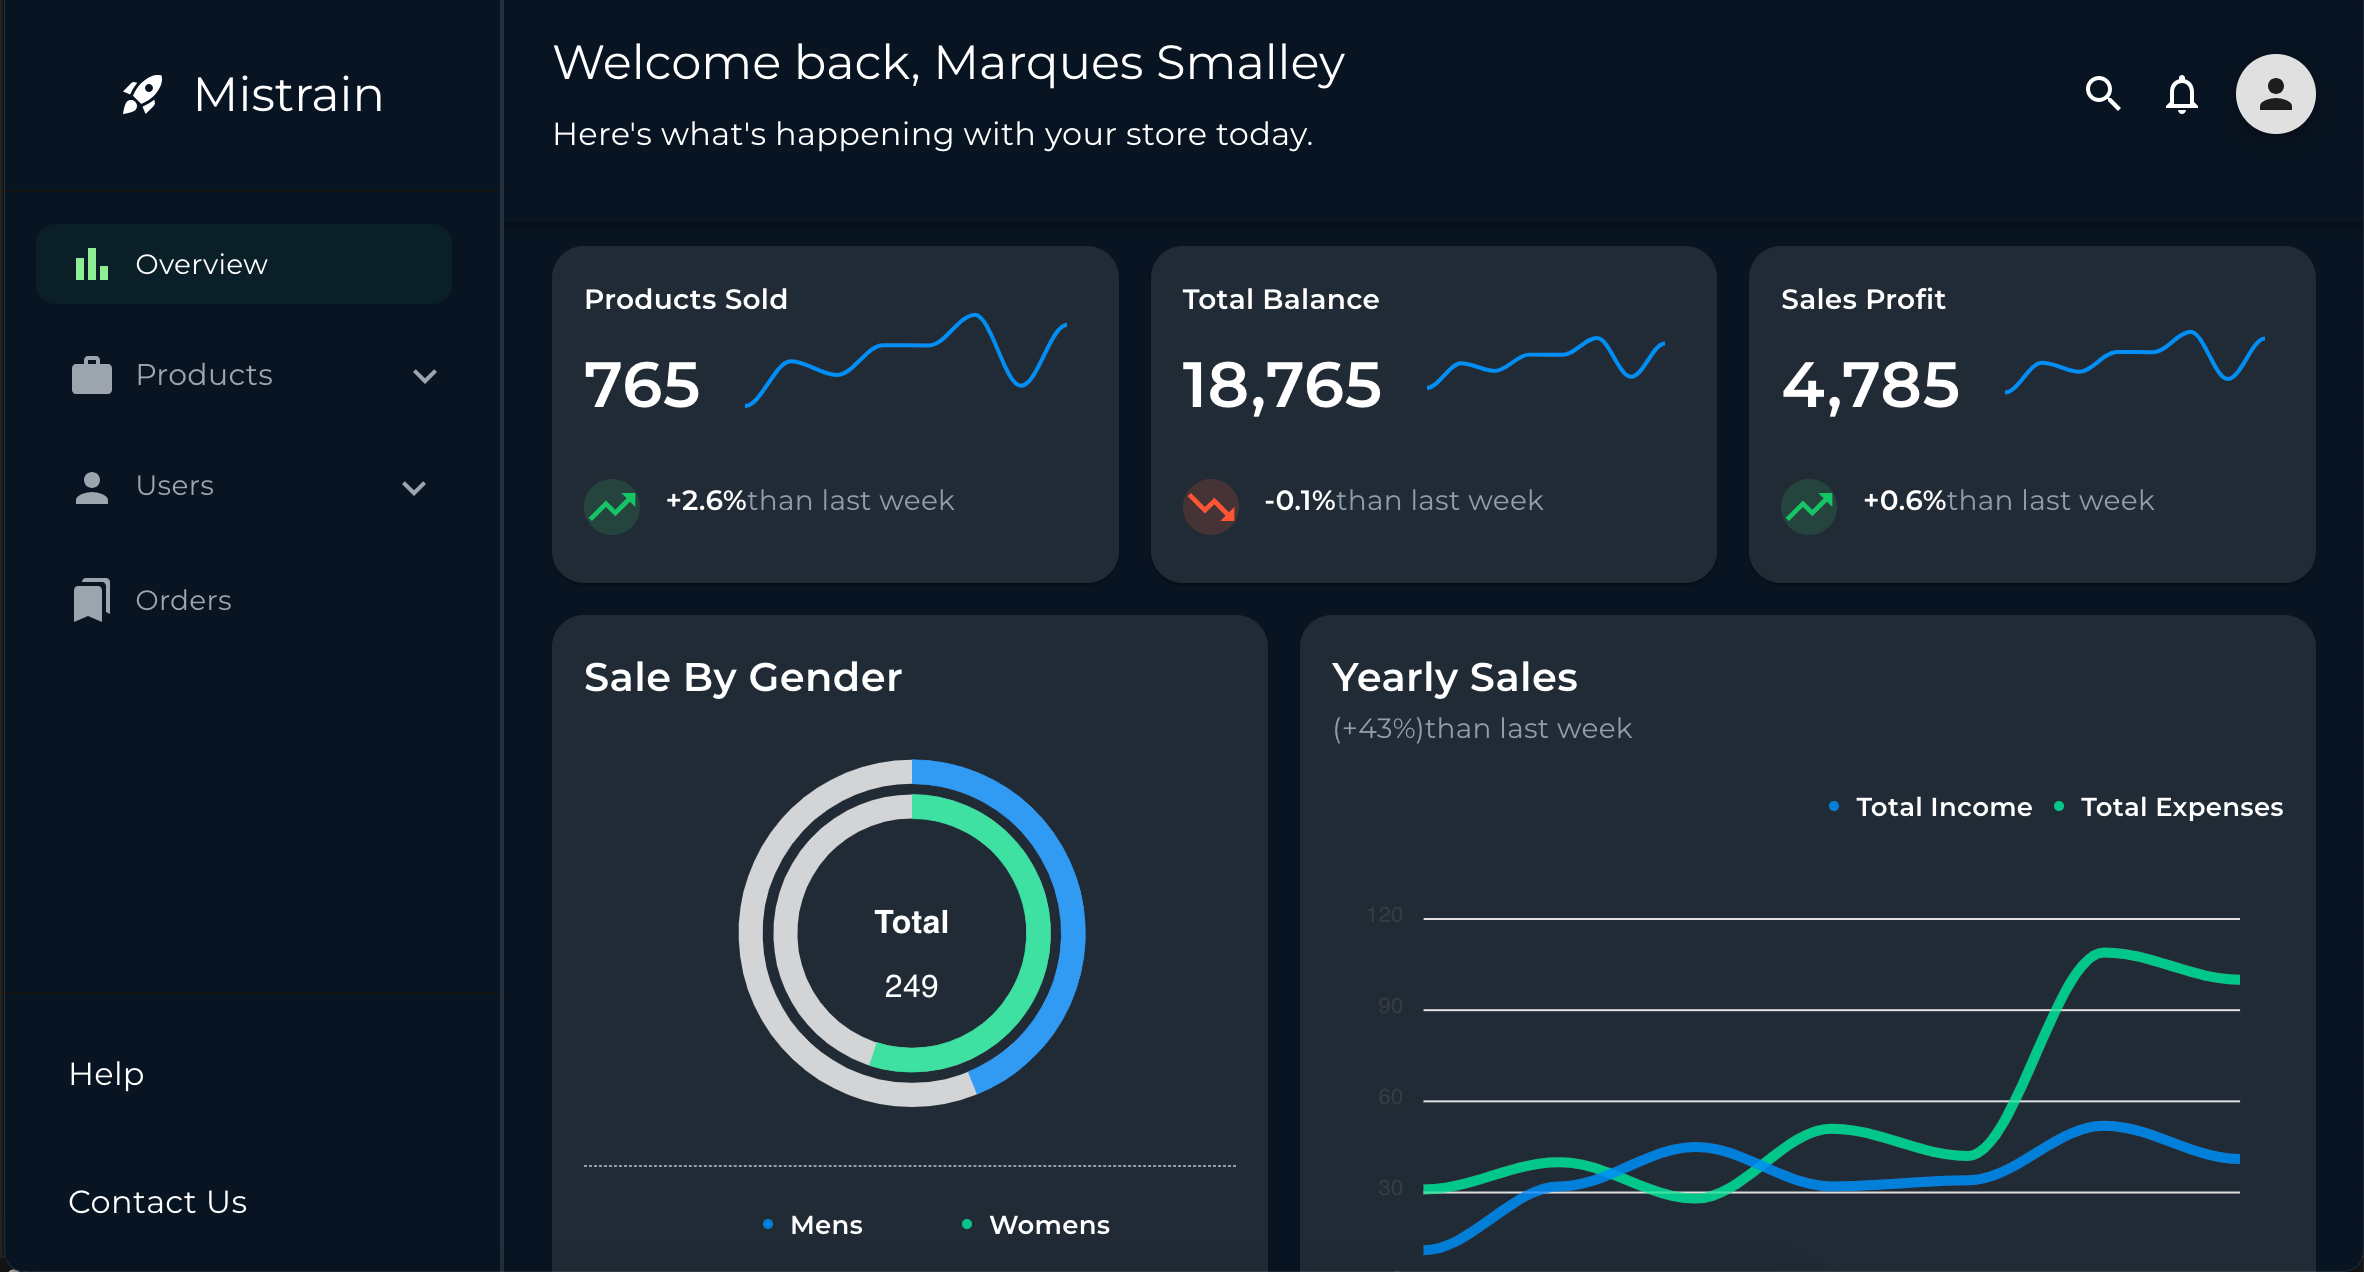 Mistrain
Overview
Products
Users
Orders
Help
Contact Us
Welcome back, Marques Smalley
Here's what's happening with your store today.
Products Sold
765
+2.6%than last week
Total Balance
18,765
-0.1%than last week
Sales Profit
4,785
+0.6%than last week
Sale By Gender
Total
249
Mens
Womens
Yearly Sales
(+43%)than last week
Total Income
Total Expenses
120
90
60
30